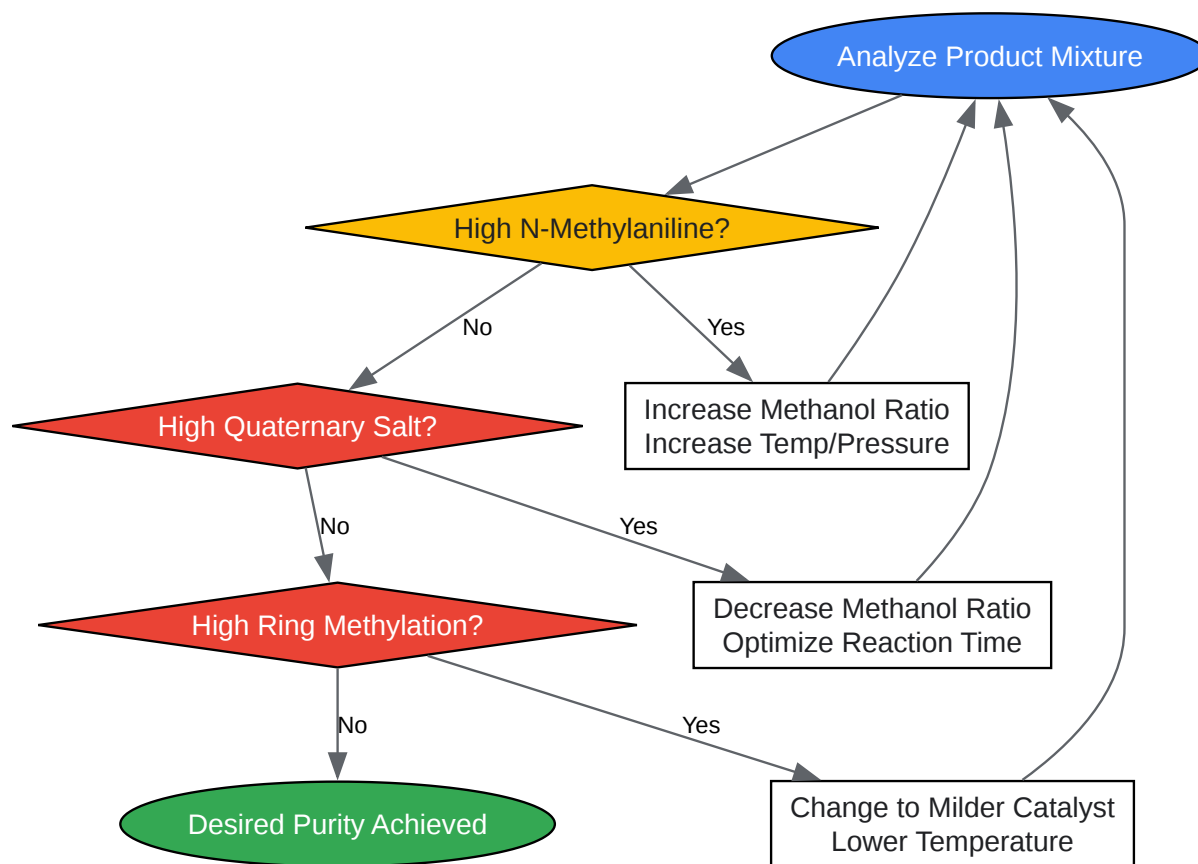 Analyze Product Mixture
High N-Methylaniline?
No
Yes
Increase Methanol Ratio
Increase Temp/Pressure
High Quaternary Salt?
No
Yes
Decrease Methanol Ratio
Optimize Reaction Time
High Ring Methylation?
No
Yes
Change to Milder Catalyst
Lower Temperature
Desired Purity Achieved